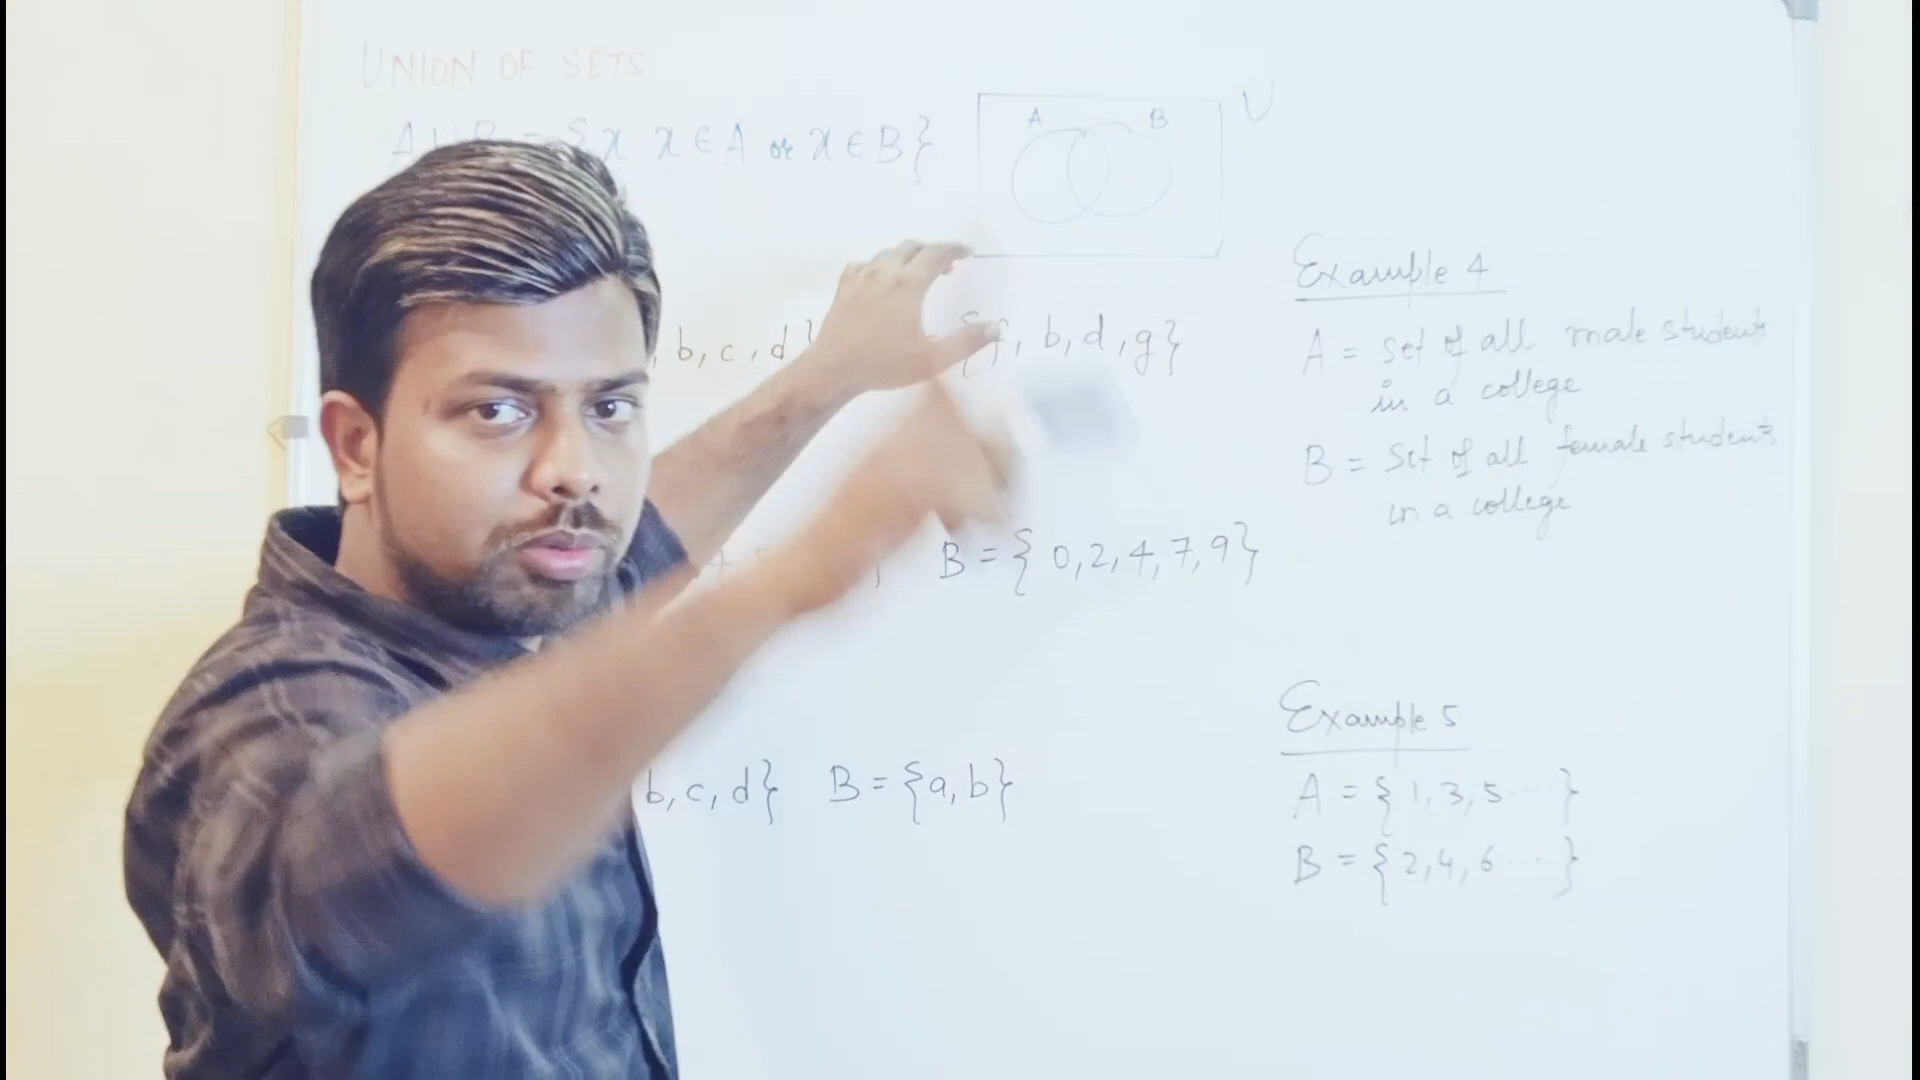 UNION OF SETS
x x ∈ A or x ∈ B}
A B U
b, c, d} {f, b, d, g}
B = { 0, 2, 4, 7, 9}
b, c, d} B = {a, b}
Example 4
A = set of all male students
in a college
B = Set of all female students
in a college
Example 5
A = { 1, 3, 5 ..... }
B = { 2, 4, 6 ..... }